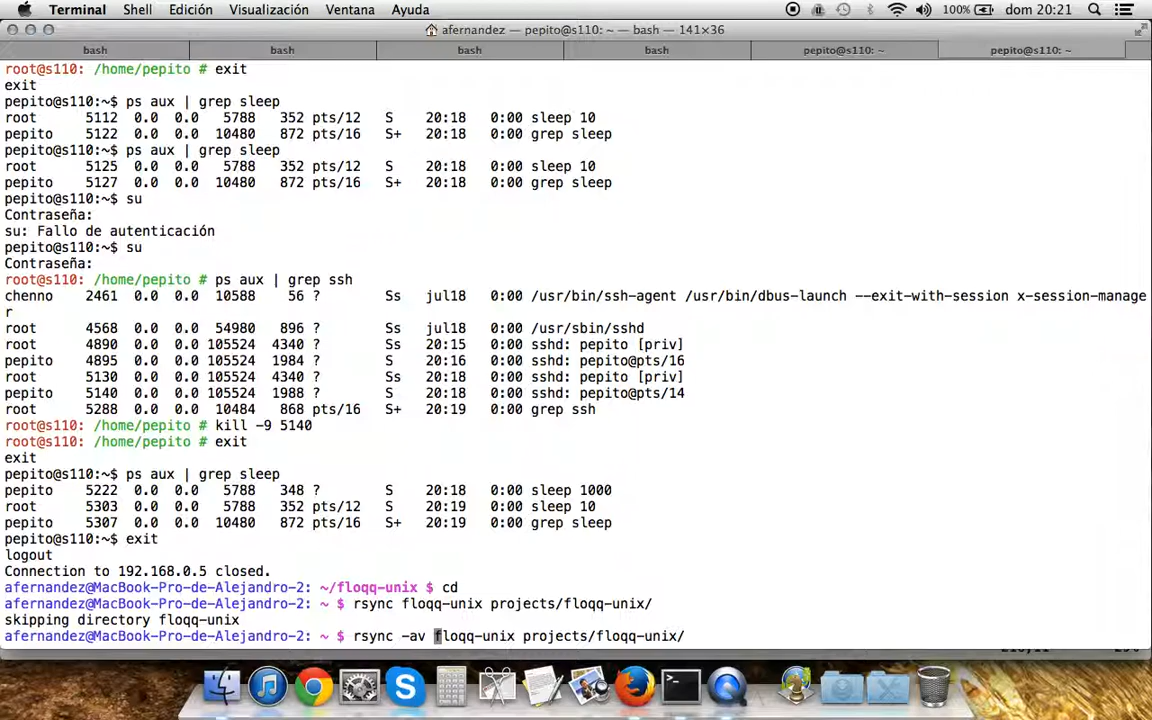 Terminal Shell Edición Visualización Ventana Ayuda 100% dom 20:21
afernandez — pepito@s110: ~ — bash — 141×36
bash bash bash bash pepito@s110: ~ pepito@s110: ~
root@s110: /home/pepito # exit
exit
pepito@s110:~$ ps aux | grep sleep
root 5112 0.0 0.0 5788 352 pts/12 S 20:18 0:00 sleep 10
pepito 5122 0.0 0.0 10480 872 pts/16 S+ 20:18 0:00 grep sleep
pepito@s110:~$ ps aux | grep sleep
root 5125 0.0 0.0 5788 352 pts/12 S 20:18 0:00 sleep 10
pepito 5127 0.0 0.0 10480 872 pts/16 S+ 20:18 0:00 grep sleep
pepito@s110:~$ su
Contraseña:
su: Fallo de autenticación
pepito@s110:~$ su
Contraseña:
root@s110: /home/pepito # ps aux | grep ssh
chenno 2461 0.0 0.0 10588 56 ? Ss jul18 0:00 /usr/bin/ssh-agent /usr/bin/dbus-launch --exit-with-session x-session-manage
r
root 4568 0.0 0.0 54980 896 ? Ss jul18 0:00 /usr/sbin/sshd
root 4890 0.0 0.0 105524 4340 ? Ss 20:15 0:00 sshd: pepito [priv]
pepito 4895 0.0 0.0 105524 1984 ? S 20:16 0:00 sshd: pepito@pts/16
root 5130 0.0 0.0 105524 4340 ? Ss 20:18 0:00 sshd: pepito [priv]
pepito 5140 0.0 0.0 105524 1988 ? S 20:18 0:00 sshd: pepito@pts/14
root 5288 0.0 0.0 10484 868 pts/16 S+ 20:19 0:00 grep ssh
root@s110: /home/pepito # kill -9 5140
root@s110: /home/pepito # exit
exit
pepito@s110:~$ ps aux | grep sleep
pepito 5222 0.0 0.0 5788 348 ? S 20:18 0:00 sleep 1000
root 5303 0.0 0.0 5788 352 pts/12 S 20:19 0:00 sleep 10
pepito 5307 0.0 0.0 10480 872 pts/16 S+ 20:19 0:00 grep sleep
pepito@s110:~$ exit
logout
Connection to 192.168.0.5 closed.
afernandez@MacBook-Pro-de-Alejandro-2: ~/floqq-unix $ cd
afernandez@MacBook-Pro-de-Alejandro-2: ~ $ rsync floqq-unix projects/floqq-unix/
skipping directory floqq-unix
afernandez@MacBook-Pro-de-Alejandro-2: ~ $ rsync -av floqq-unix projects/floqq-unix/